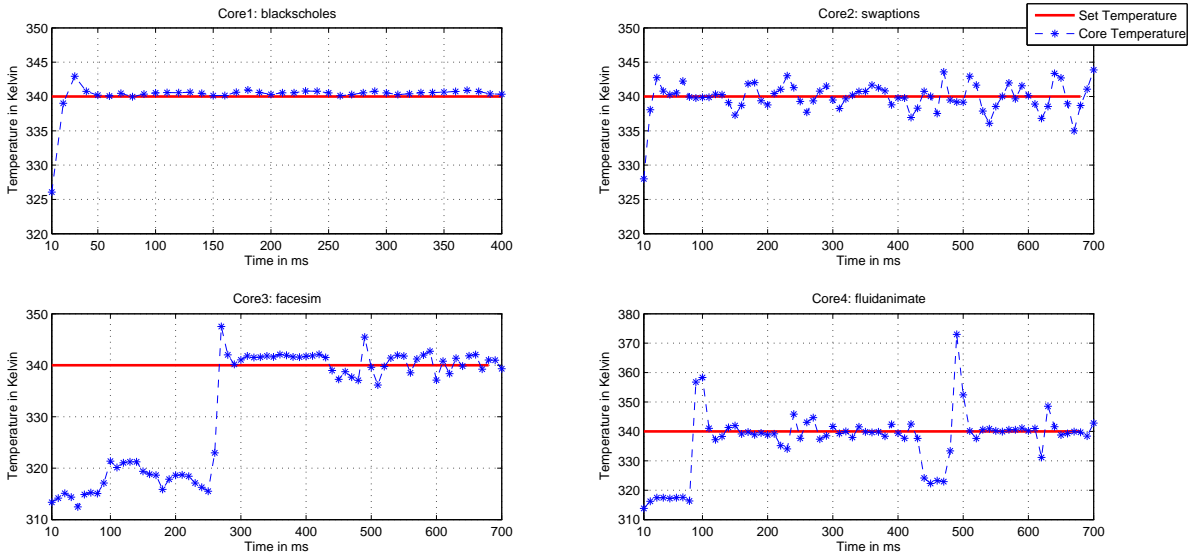 Core1: blackscholes
350
345
340
335
330
325
320
Temperature in Kelvin
10 50 100 150 200 250 300 350 400
Time in ms
Core2: swaptions
Set Temperature
Core Temperature
350
345
340
335
330
325
320
Temperature in Kelvin
10 100 200 300 400 500 600 700
Time in ms
Core3: facesim
350
340
330
320
310
Temperature in Kelvin
10 100 200 300 400 500 600 700
Time in ms
Core4: fluidanimate
380
370
360
350
340
330
320
310
Temperature in Kelvin
10 100 200 300 400 500 600 700
Time in ms